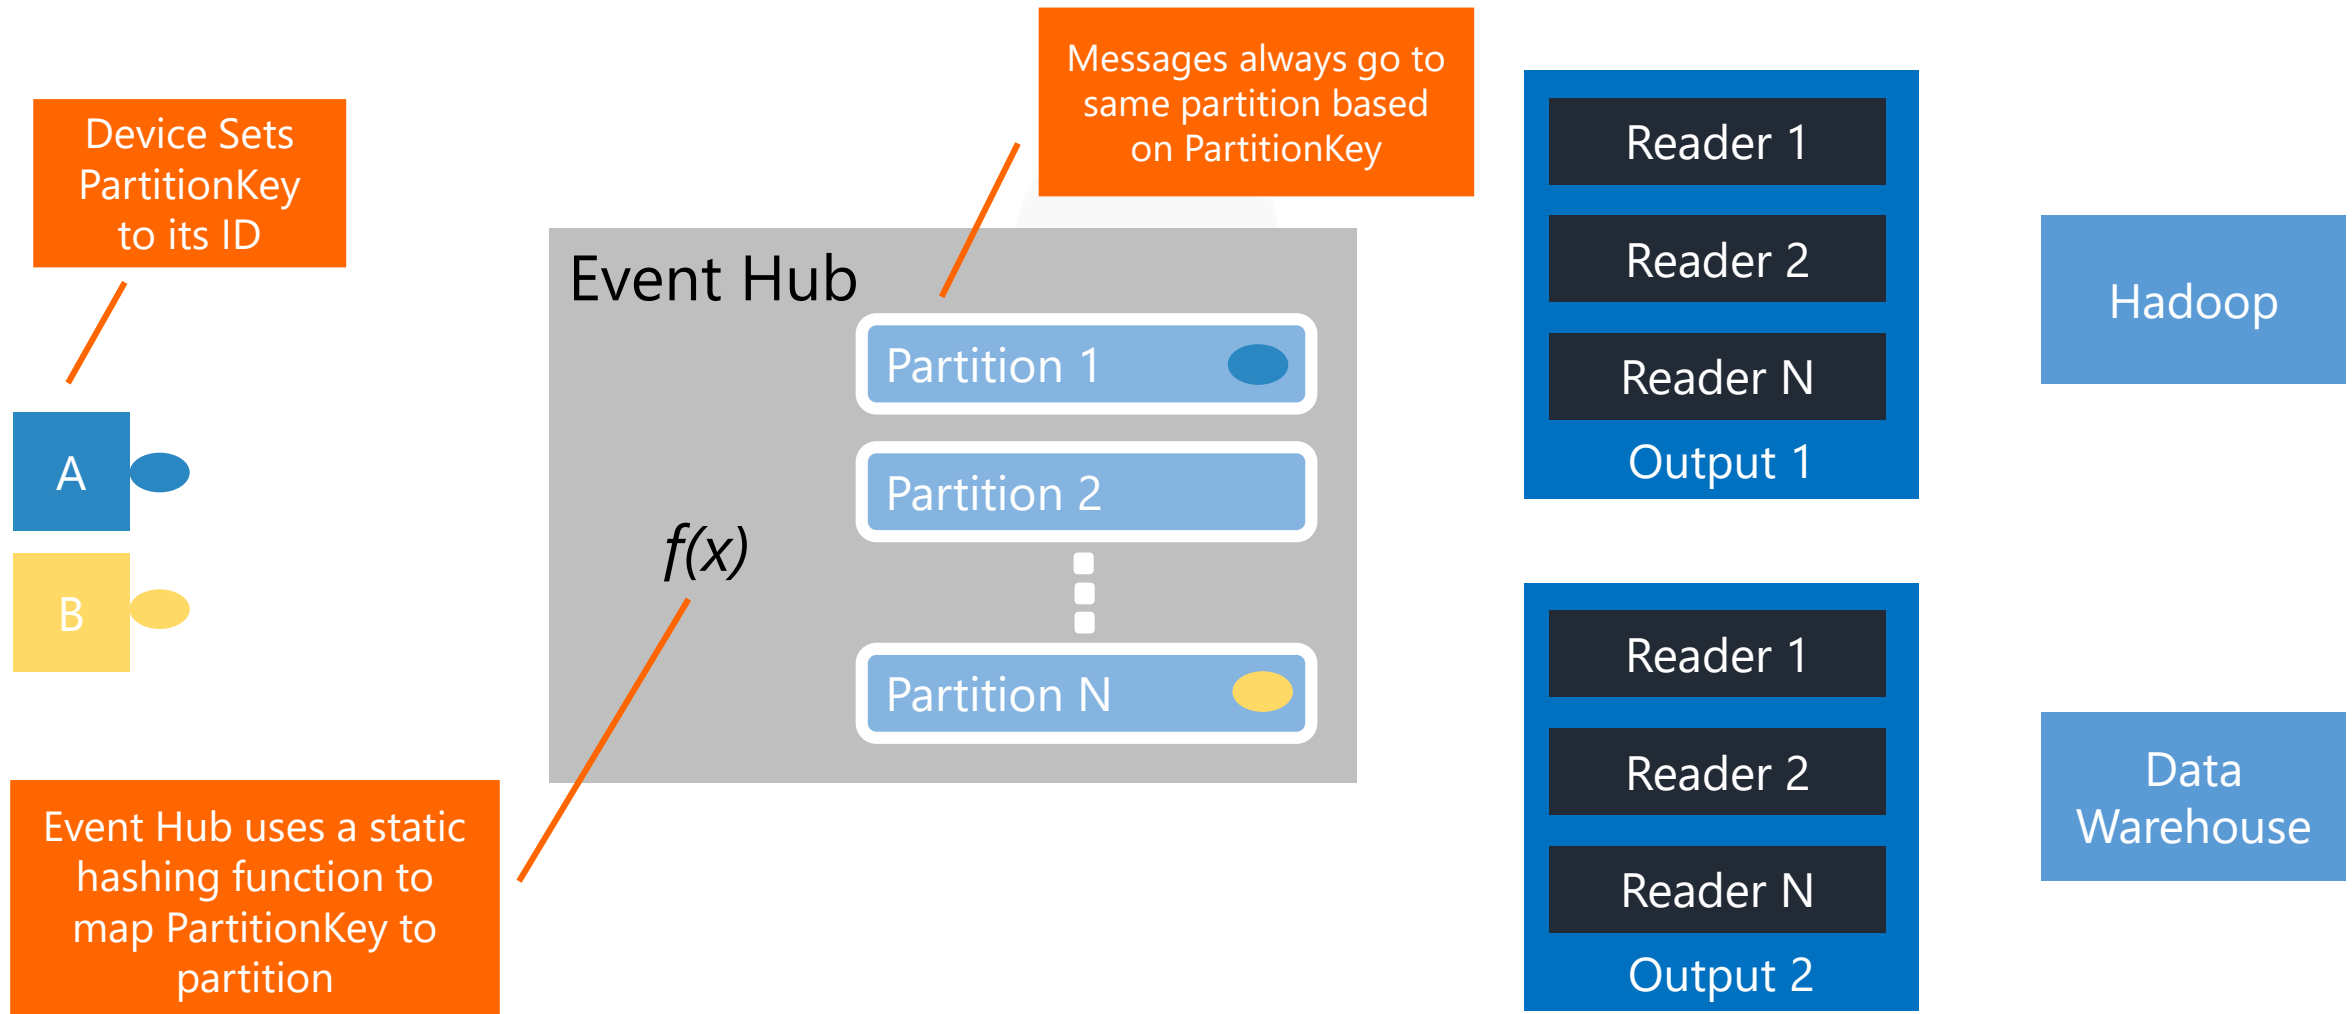 Device Sets
PartitionKey
to its ID
A
B
Event Hub uses a static
hashing function to
map PartitionKey to
partition
Messages always go to
same partition based
on PartitionKey
Event Hub
f(x)
Partition 1
Partition 2
Partition N
Reader 1
Reader 2
Reader N
Output 1
Reader 1
Reader 2
Reader N
Output 2
Hadoop
Data
Warehouse